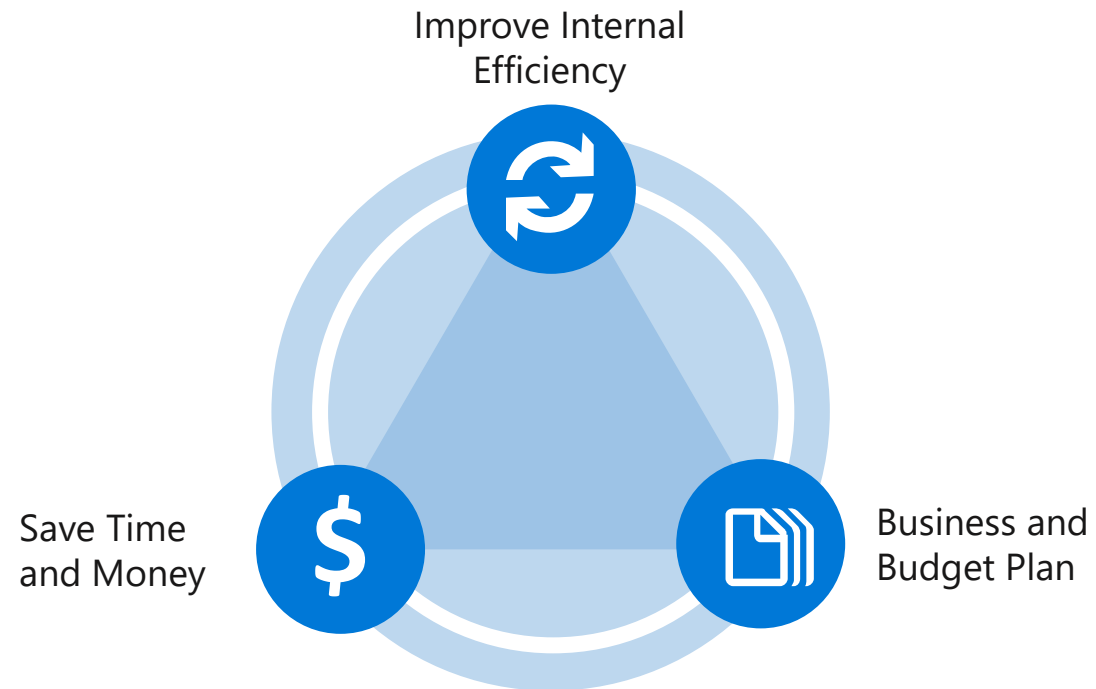 Improve Internal
Efficiency
$
Save Time
and Money
Business and
Budget Plan